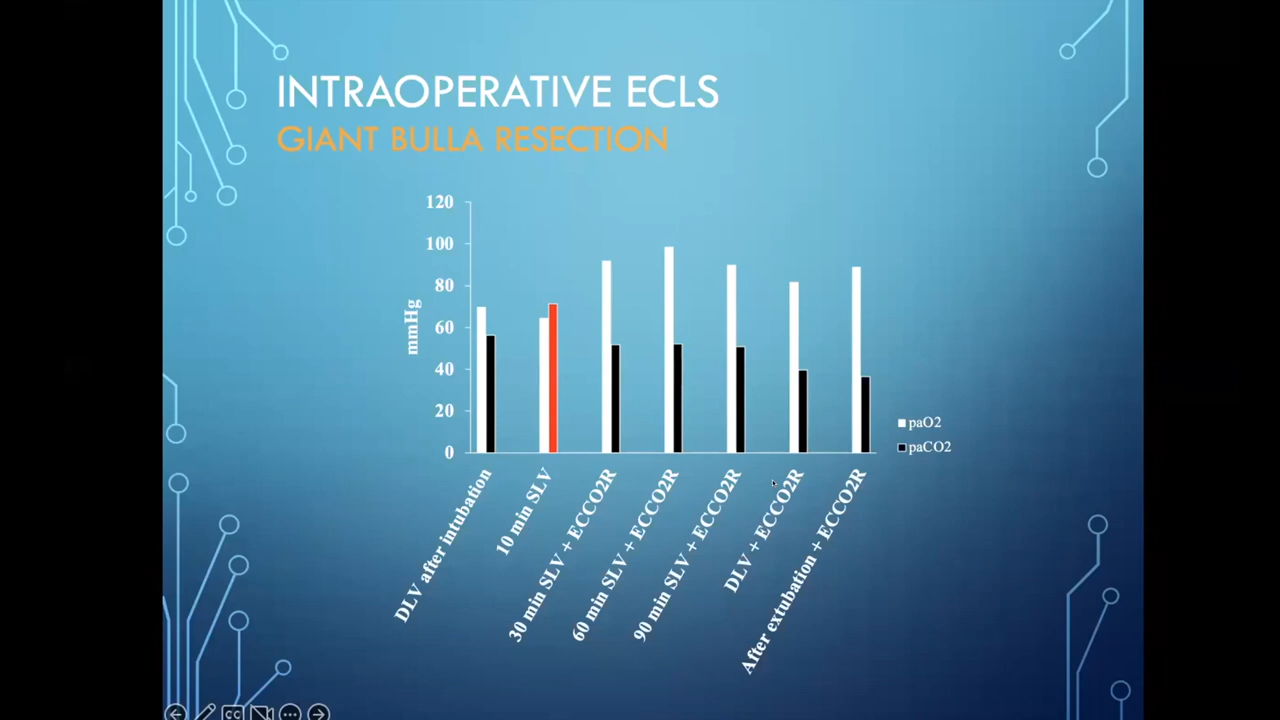 INTRAOPERATIVE ECLS
GIANT BULLA RESECTION
120
100
80
60
40
20
0
mmHg
DLV after intubation
10 min SLV
30 min SLV + ECCO2R
60 min SLV + ECCO2R
90 min SLV + ECCO2R
DLV + ECCO2R
After extubation + ECCO2R
paO2
paCO2
CC